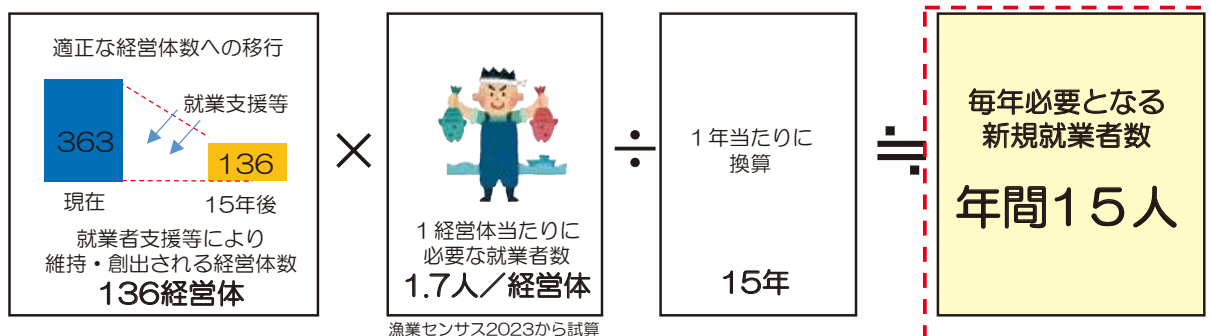 適正な経営体数への移行
就業支援等
363
136
現在
15年後
就業者支援等により
維持・創出される経営体数
136経営体
×
1経営体当たりに
必要な就業者数
1.7人／経営体
漁業センサス2023から試算
÷
1年当たりに
換算
15年
≒
毎年必要となる
新規就業者数
年間15人